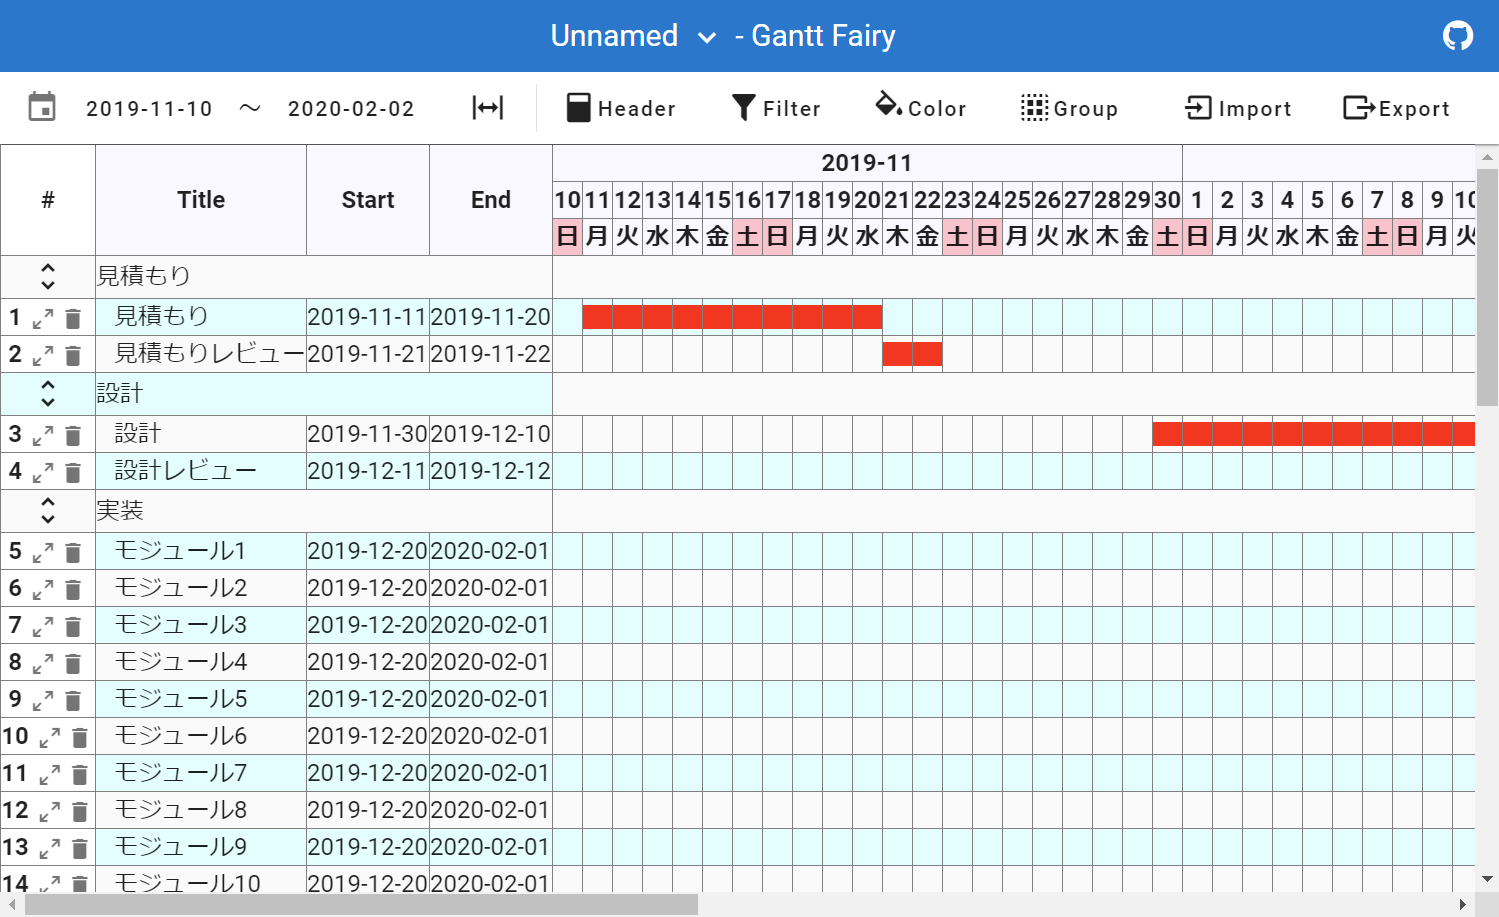 Unnamed - Gantt Fairy
2019-11-10 ～ 2020-02-02 Header Filter Color Group Import Export
# Title Start End 2019-11
10 11 12 13 14 15 16 17 18 19 20 21 22 23 24 25 26 27 28 29 30 1 2 3 4 5 6 7 8 9 10
日 月 火 水 木 金 土 日 月 火 水 木 金 土 日 月 火 水 木 金 土 日 月 火 水 木 金 土 日 月 火
見積もり
1 見積もり 2019-11-11 2019-11-20
2 見積もりレビュー 2019-11-21 2019-11-22
設計
3 設計 2019-11-30 2019-12-10
4 設計レビュー 2019-12-11 2019-12-12
実装
5 モジュール1 2019-12-20 2020-02-01
6 モジュール2 2019-12-20 2020-02-01
7 モジュール3 2019-12-20 2020-02-01
8 モジュール4 2019-12-20 2020-02-01
9 モジュール5 2019-12-20 2020-02-01
10 モジュール6 2019-12-20 2020-02-01
11 モジュール7 2019-12-20 2020-02-01
12 モジュール8 2019-12-20 2020-02-01
13 モジュール9 2019-12-20 2020-02-01
14 モジュール10 2019-12-20 2020-02-01